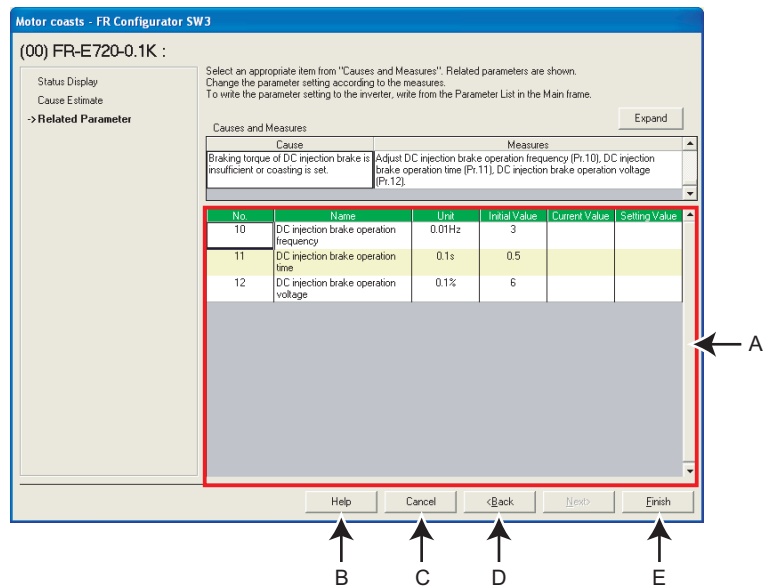 Motor coasts - FR Configurator SW3
(00) FR-E720-0.1K :
Status Display
Cause Estimate
->Related Parameter
Select an appropriate item from "Causes and Measures". Related parameters are shown.
Change the parameter setting according to the measures.
To write the parameter setting to the inverter, write from the Parameter List in the Main frame.
Expand
Causes and Measures
Cause Measures
Braking torque of DC injection brake is
insufficient or coasting is set.
Adjust DC injection brake operation frequency (Pr.10), DC injection
brake operation time (Pr.11), DC injection brake operation voltage
(Pr.12).
No. Name Unit Initial Value Current Value Setting Value
10 DC injection brake operation
frequency 0.01Hz 3
11 DC injection brake operation
time 0.1s 0.5
12 DC injection brake operation
voltage 0.1% 6
A
Help Cancel <Back Next> Finish
B C D E